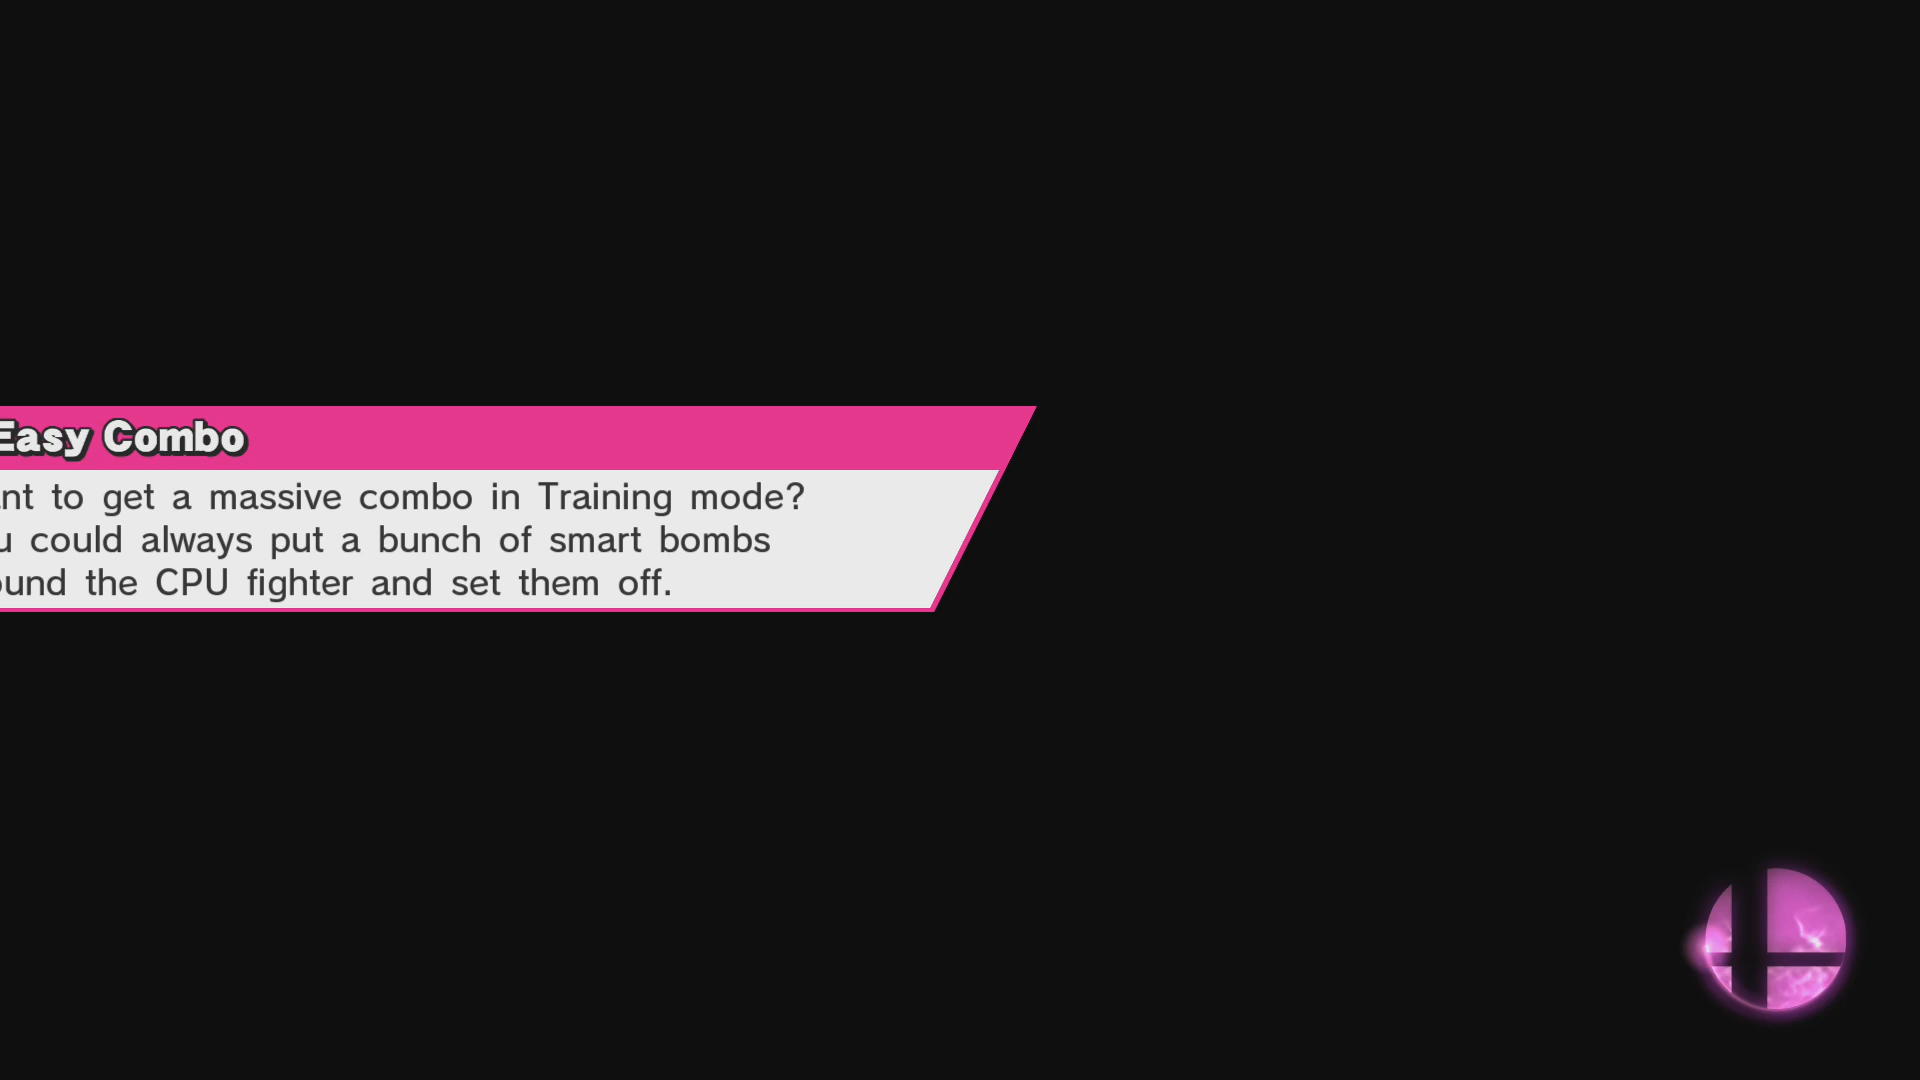 Easy Combo
nt to get a massive combo in Training mode?
u could always put a bunch of smart bombs
ound the CPU fighter and set them off.